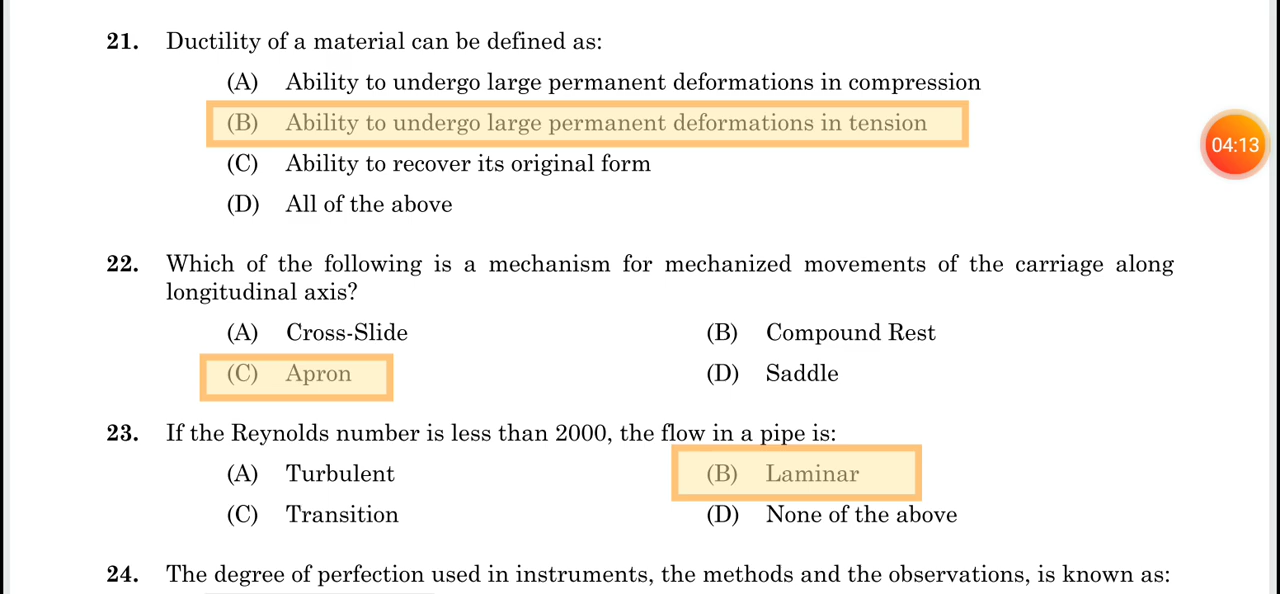 21. Ductility of a material can be defined as:
(A) Ability to undergo large permanent deformations in compression
(B) Ability to undergo large permanent deformations in tension
04:13
(C) Ability to recover its original form
(D) All of the above
22. Which of the following is a mechanism for mechanized movements of the carriage along
longitudinal axis?
(A) Cross-Slide (B) Compound Rest
(C) Apron (D) Saddle
23. If the Reynolds number is less than 2000, the flow in a pipe is:
(A) Turbulent (B) Laminar
(C) Transition (D) None of the above
24. The degree of perfection used in instruments, the methods and the observations, is known as: